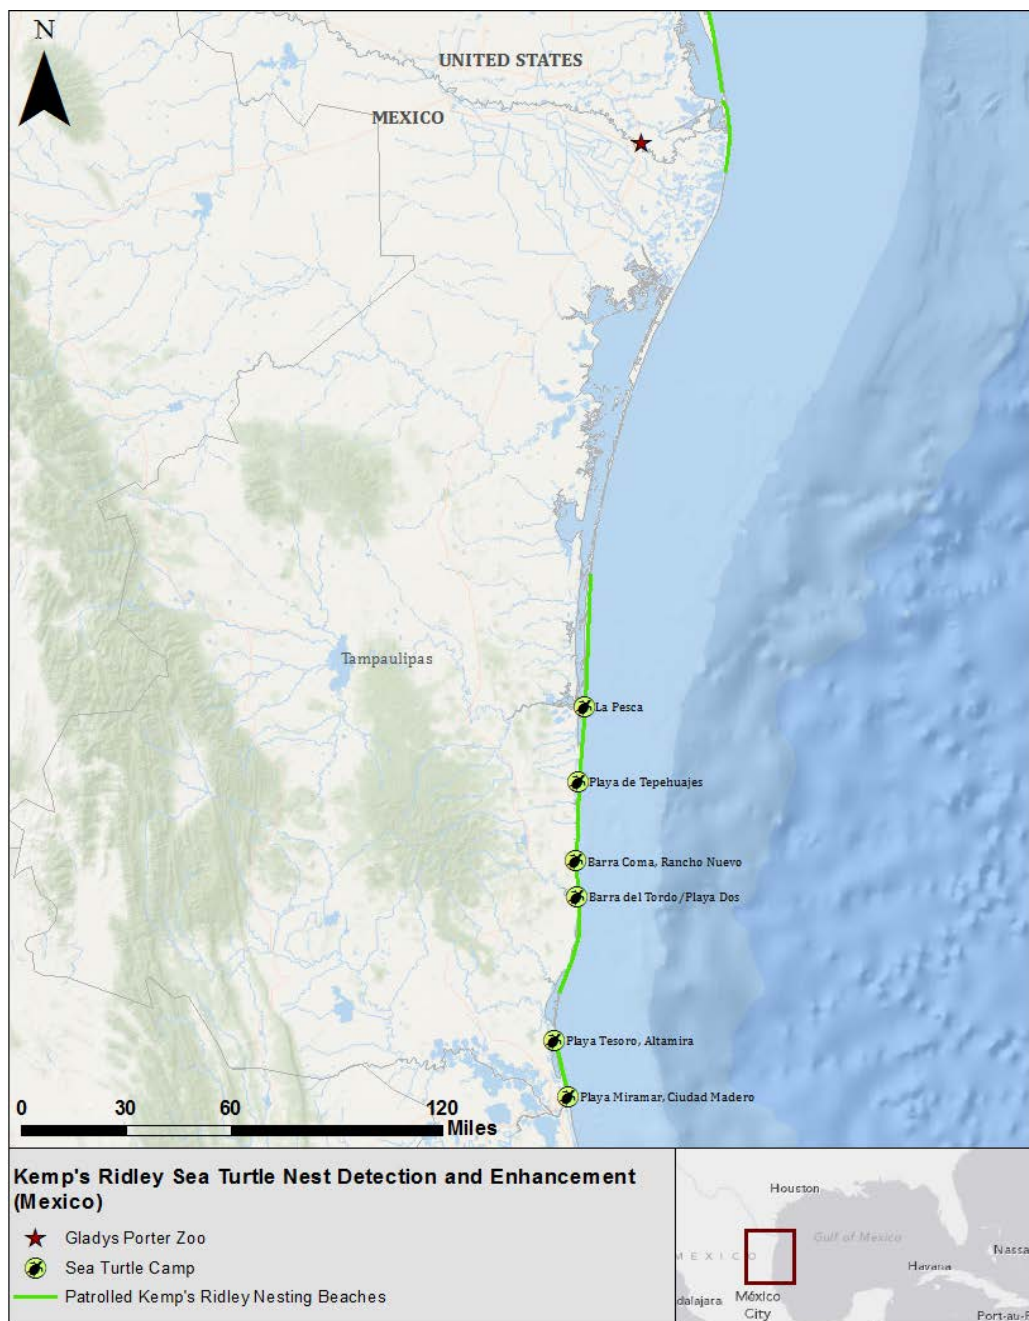 N
UNITED STATES
MEXICO
Tampaulipas
La Pesca
Playa de Tepehuajes
Barra Coma, Rancho Nuevo
Barra del Tordo/Playa Dos
Playa Tesoro, Altamira
Playa Miramar, Ciudad Madero
0 30 60 120
Miles
Kemp's Ridley Sea Turtle Nest Detection and Enhancement
(Mexico)
Gladys Porter Zoo
Sea Turtle Camp
Patrolled Kemp's Ridley Nesting Beaches
Houston
Gulf of Mexico
MEXICO
Nassa
Havana
dalajara
México
City
Port-au-P